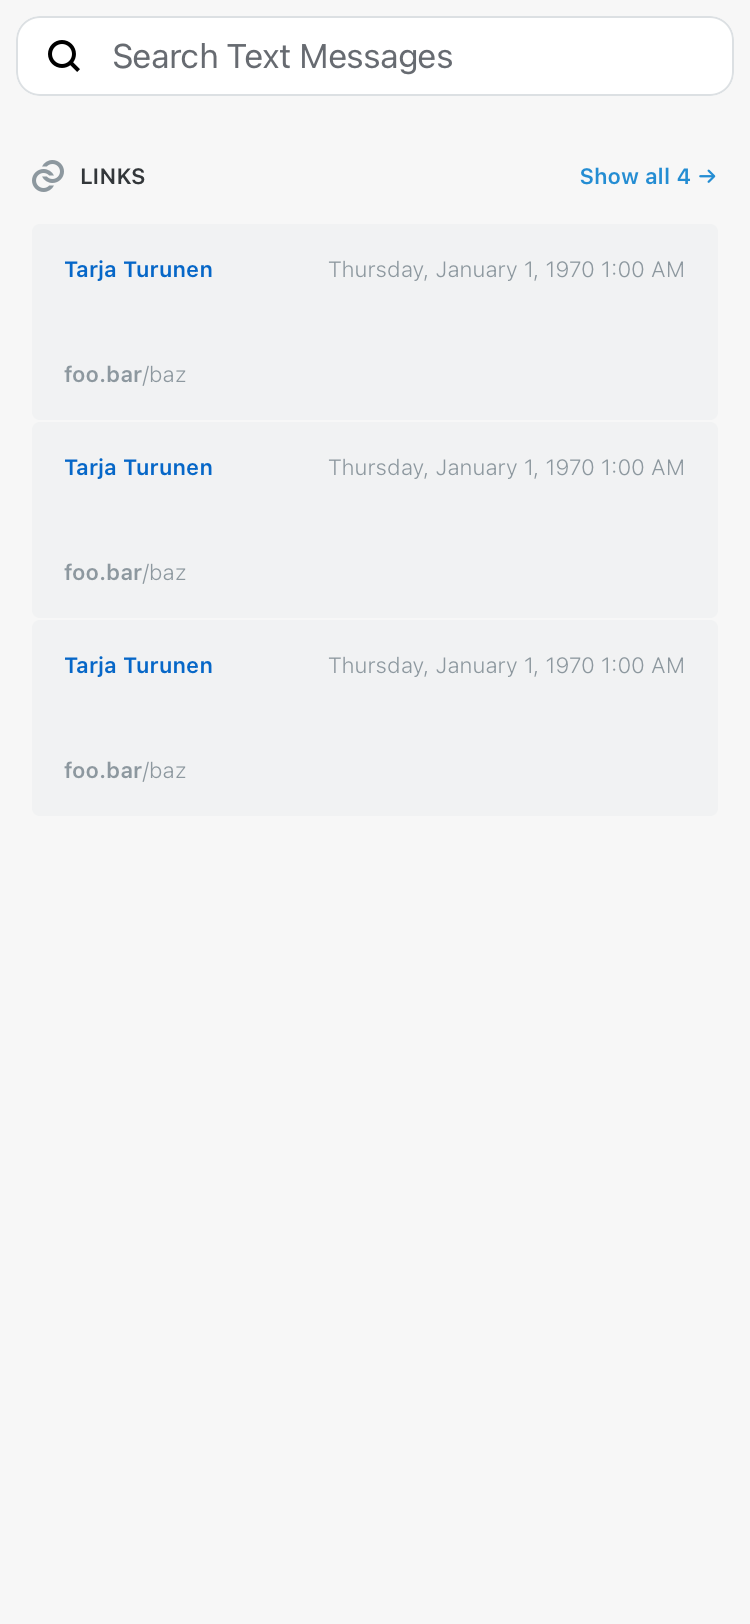 Search Text Messages
LINKS
Show all 4 →
Tarja Turunen Thursday, January 1, 1970 1:00 AM
foo.bar/baz
Tarja Turunen Thursday, January 1, 1970 1:00 AM
foo.bar/baz
Tarja Turunen Thursday, January 1, 1970 1:00 AM
foo.bar/baz